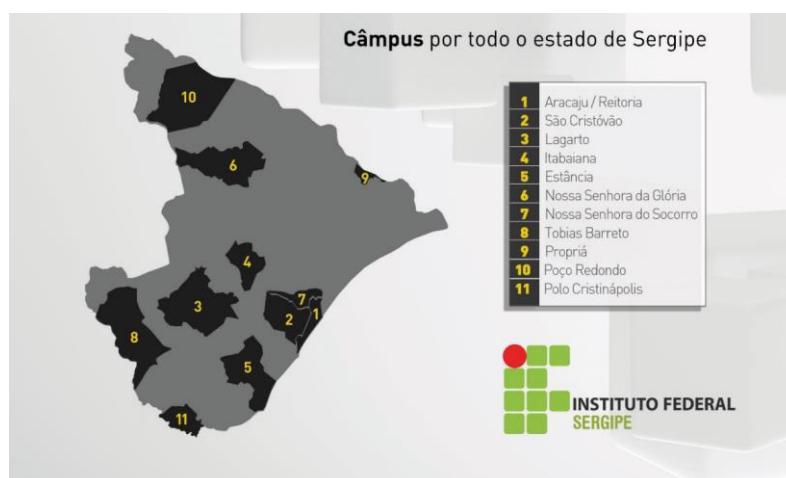 Câmpus por todo o estado de Sergipe
1 Aracaju / Reitoria
2 São Cristóvão
3 Lagarto
4 Itabaiana
5 Estância
6 Nossa Senhora da Glória
7 Nossa Senhora do Socorro
8 Tobias Barreto
9 Propriá
10 Poço Redondo
11 Polo Cristinápolis
10
6
9
4
7
3
2
1
8
5
11
INSTITUTO FEDERAL
SERGIPE